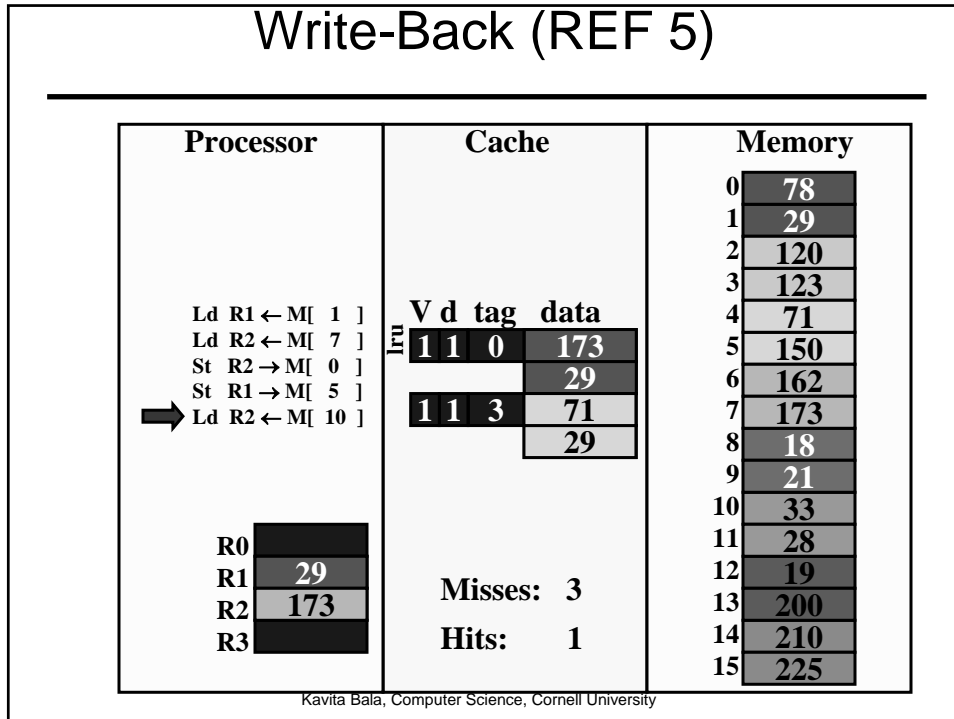 Write-Back (REF 5)
Processor
Ld R1 ← M[ 1 ]
Ld R2 ← M[ 7 ]
St R2 → M[ 0 ]
St R1 → M[ 5 ]
Ld R2 ← M[ 10 ]
R0
R1 29
R2 173
R3
Cache
V d tag data
lru
1 1 0 173
29
1 1 3 71
29
Misses: 3
Hits: 1
Memory
0 78
1 29
2 120
3 123
4 71
5 150
6 162
7 173
8 18
9 21
10 33
11 28
12 19
13 200
14 210
15 225
Kavita Bala, Computer Science, Cornell University